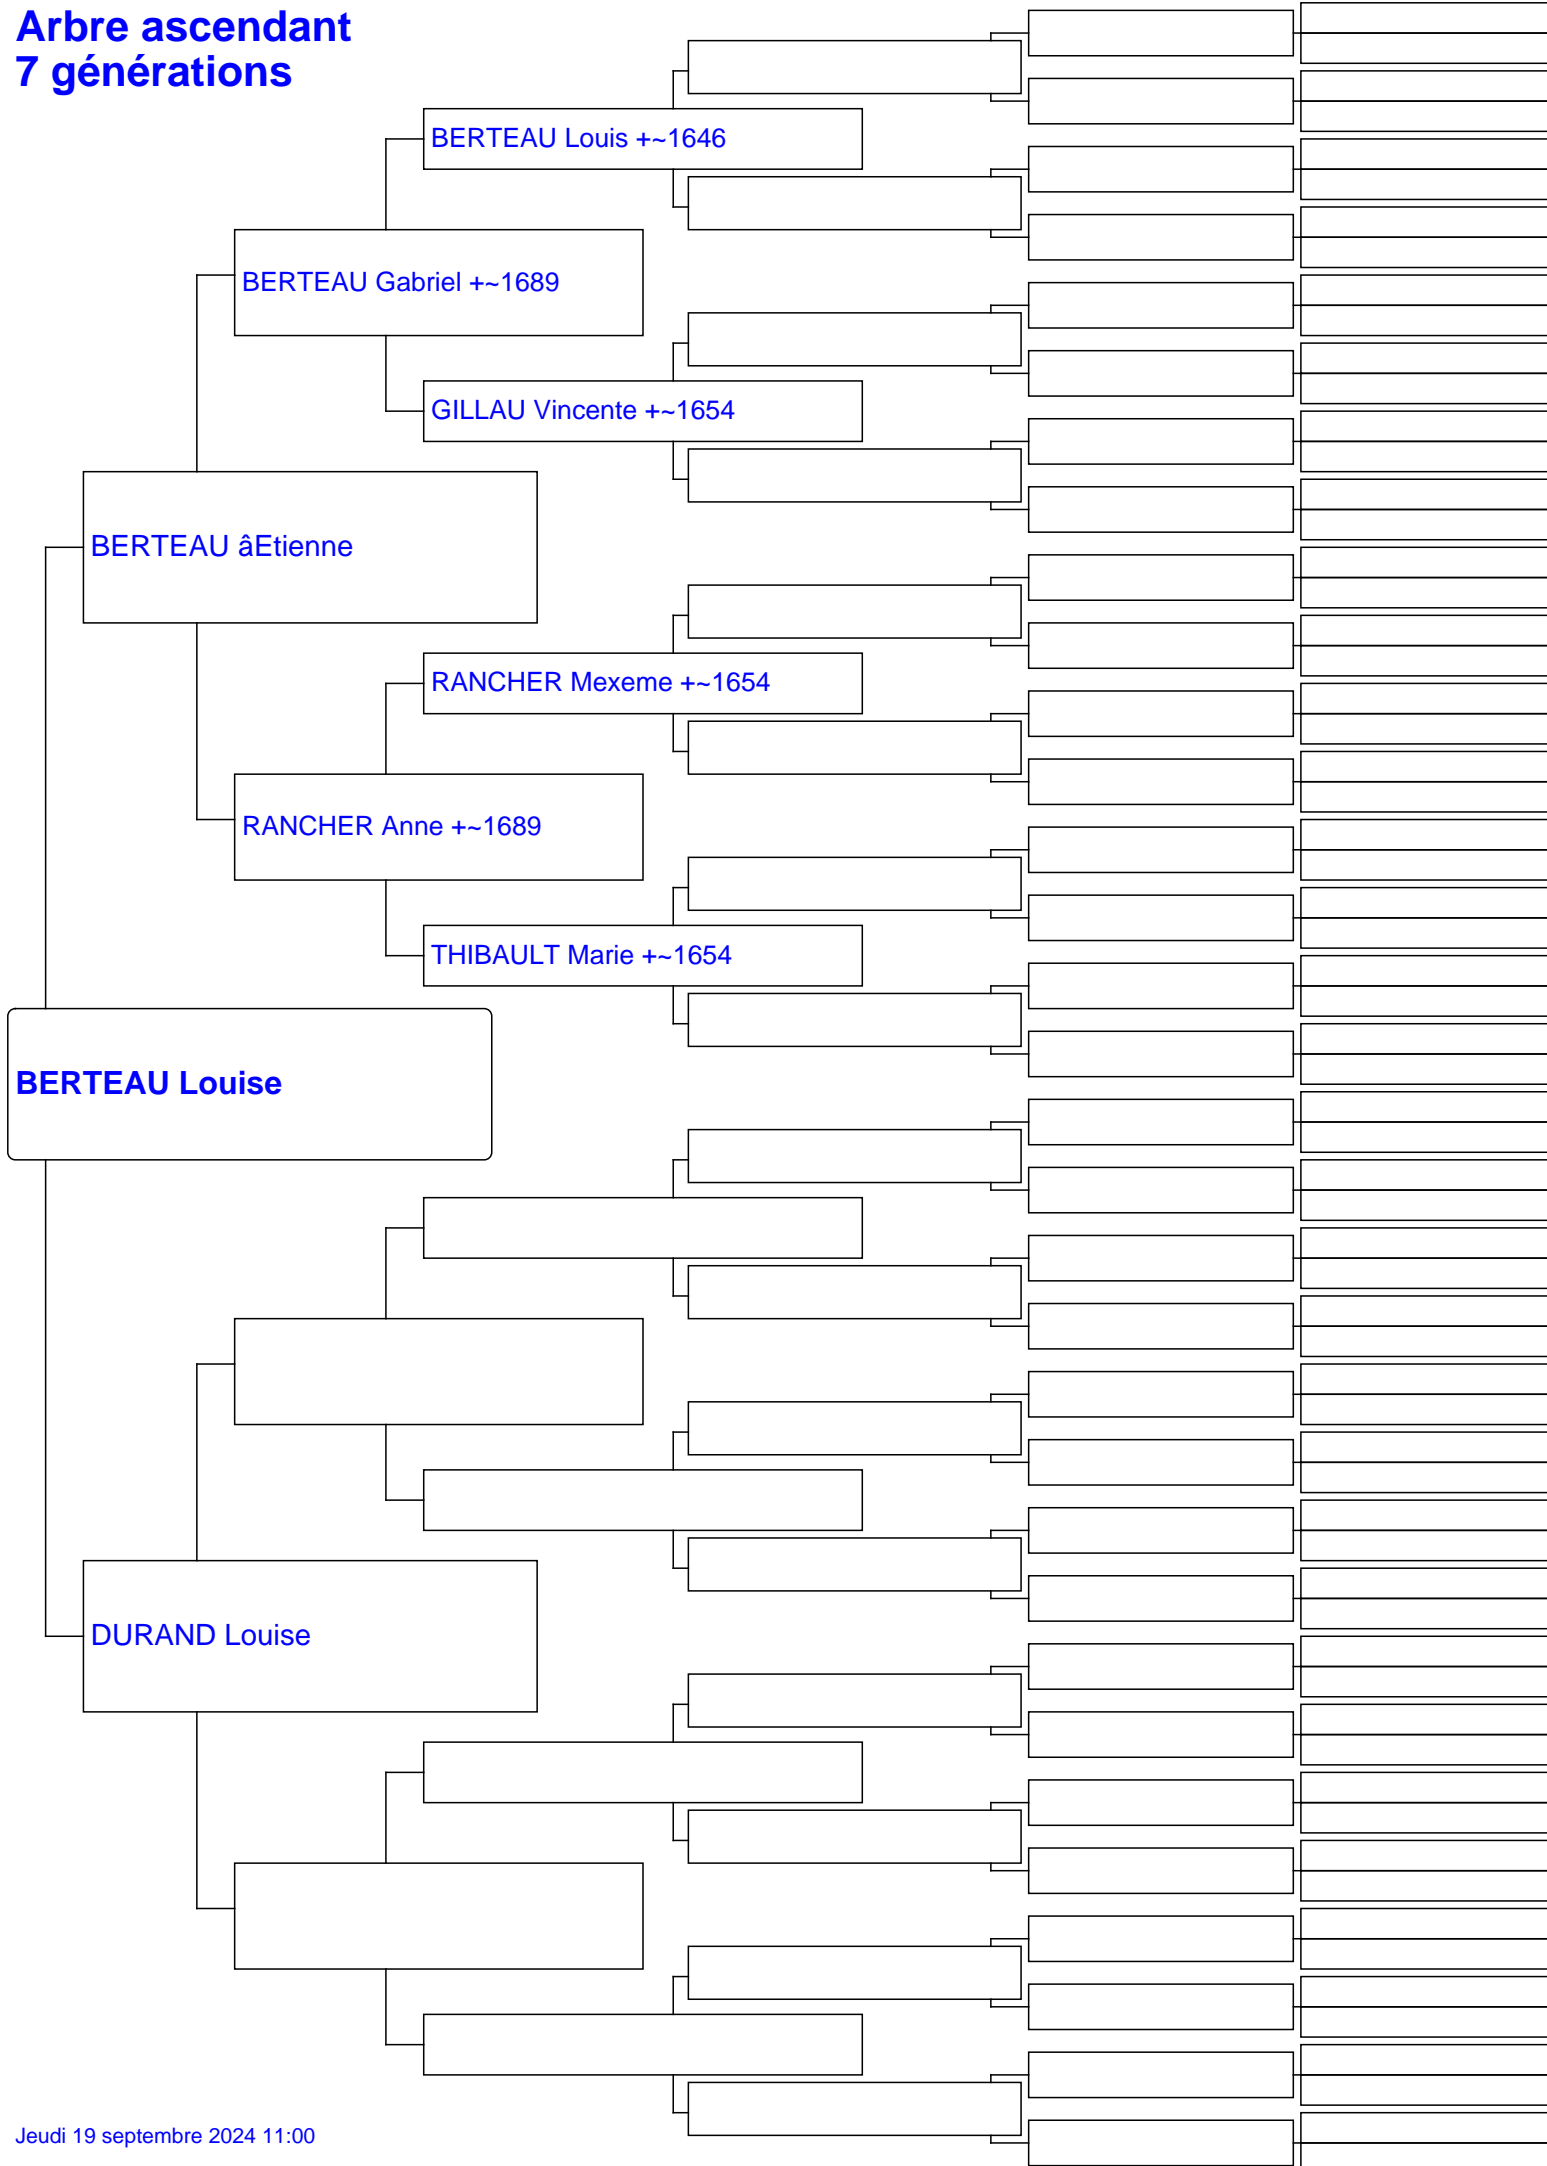 Arbre ascendant
7 générations
BERTEAU Louis +~1646
BERTEAU Gabriel +~1689
GILLAU Vincente +~1654
BERTEAU âEtienne
RANCHER Mexeme +~1654
RANCHER Anne +~1689
THIBAULT Marie +~1654
BERTEAU Louise
DURAND Louise
Jeudi 19 septembre 2024 11:00